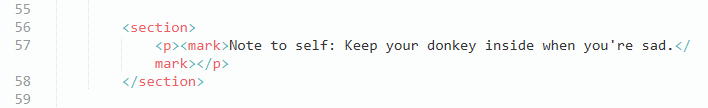 55
56 <section>
57 <p><mark>Note to self: Keep your donkey inside when you're sad.</
mark></p>
58 </section>
59